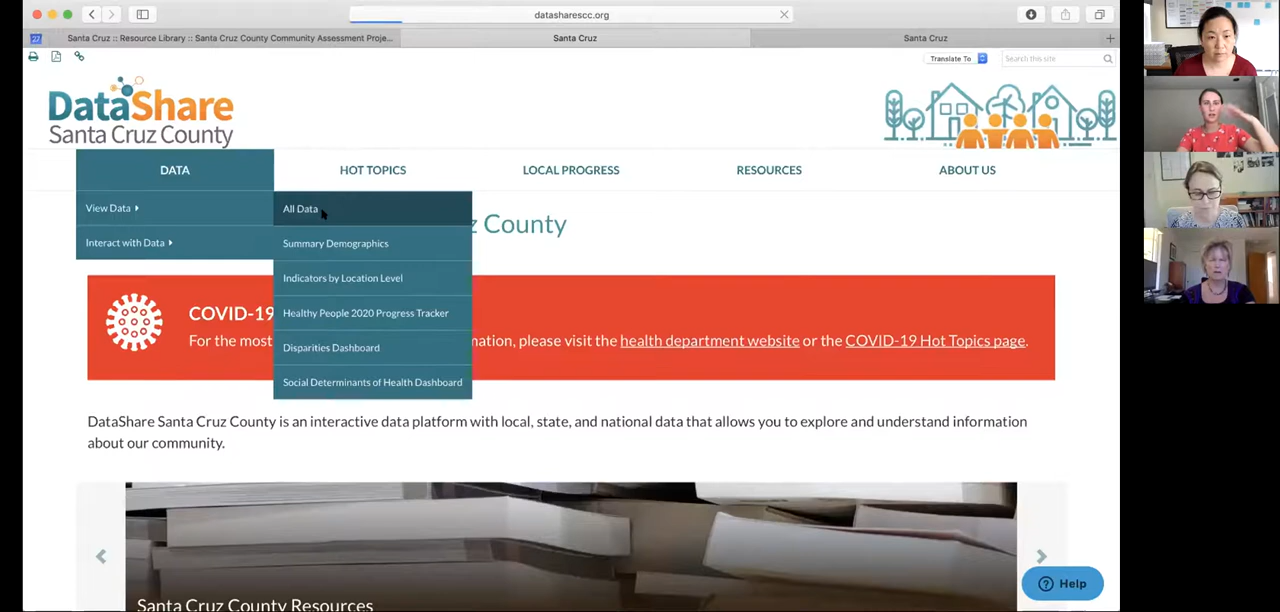 datasharescc.org
27
Santa Cruz :: Resource Library :: Santa Cruz County Community Assessment Proje...
Santa Cruz
Santa Cruz
Translate To
Search this site
DataShare
Santa Cruz County
DATA
HOT TOPICS
LOCAL PROGRESS
RESOURCES
ABOUT US
View Data
All Data
z County
Interact with Data
Summary Demographics
Indicators by Location Level
COVID-19
Healthy People 2020 Progress Tracker
For the most
mation, please visit the health department website or the COVID-19 Hot Topics page.
Disparities Dashboard
Social Determinants of Health Dashboard
DataShare Santa Cruz County is an interactive data platform with local, state, and national data that allows you to explore and understand information
about our community.
Help
Santa Cruz County Resources